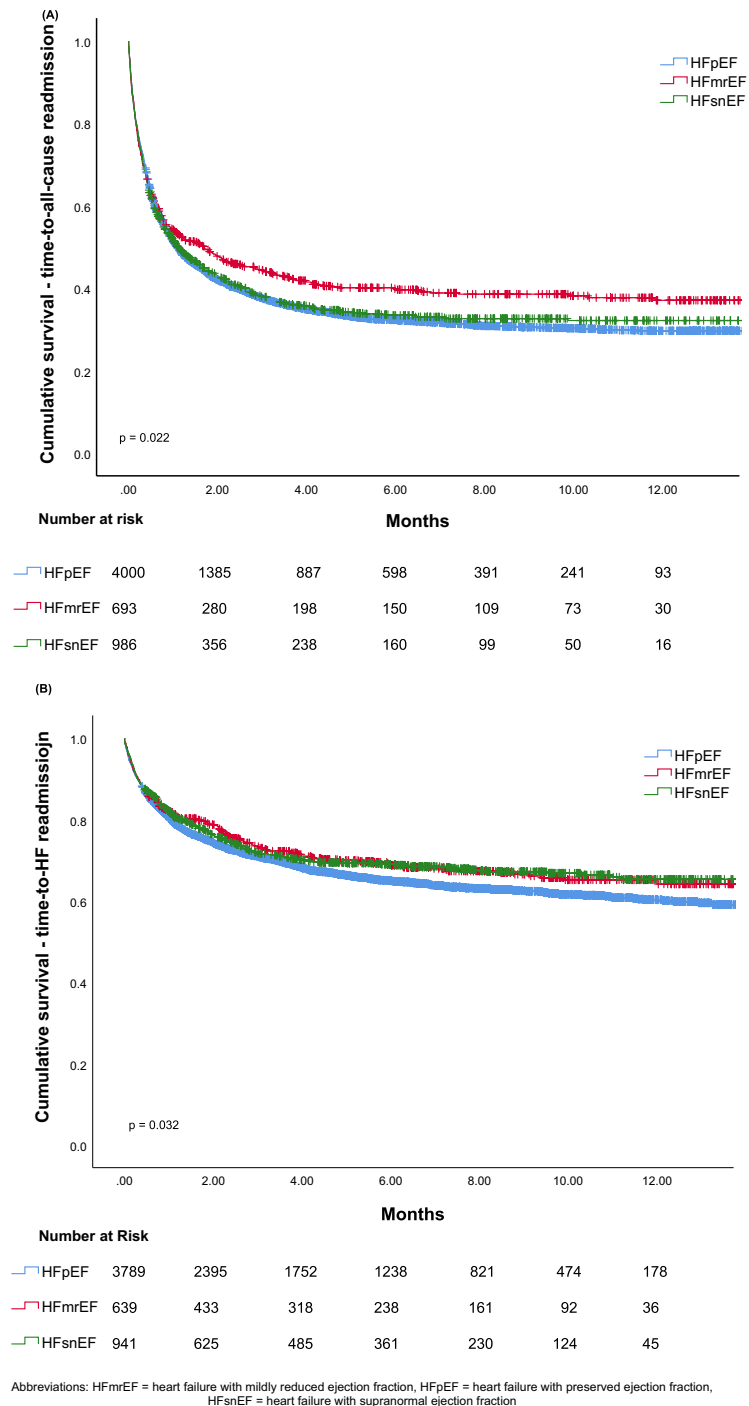 (A)
Cumulative survival - time-to-all-cause readmission
1.0
0.8
0.6
0.4
0.2
0.0
HFpEF
HFmrEF
HFsnEF
p = 0.022
.00 2.00 4.00 6.00 8.00 10.00 12.00
Number at risk
Months
HFpEF 4000 1385 887 598 391 241 93
HFmrEF 693 280 198 150 109 73 30
HFsnEF 986 356 238 160 99 50 16
(B)
Cumulative survival - time-to-HF readmissiojn
1.0
0.8
0.6
0.4
0.2
0.0
HFpEF
HFmrEF
HFsnEF
p = 0.032
.00 2.00 4.00 6.00 8.00 10.00 12.00
Months
Number at Risk
HFpEF 3789 2395 1752 1238 821 474 178
HFmrEF 639 433 318 238 161 92 36
HFsnEF 941 625 485 361 230 124 45
Abbreviations: HFmrEF = heart failure with mildly reduced ejection fraction, HFpEF = heart failure with preserved ejection fraction,
HFsnEF = heart failure with supranormal ejection fraction